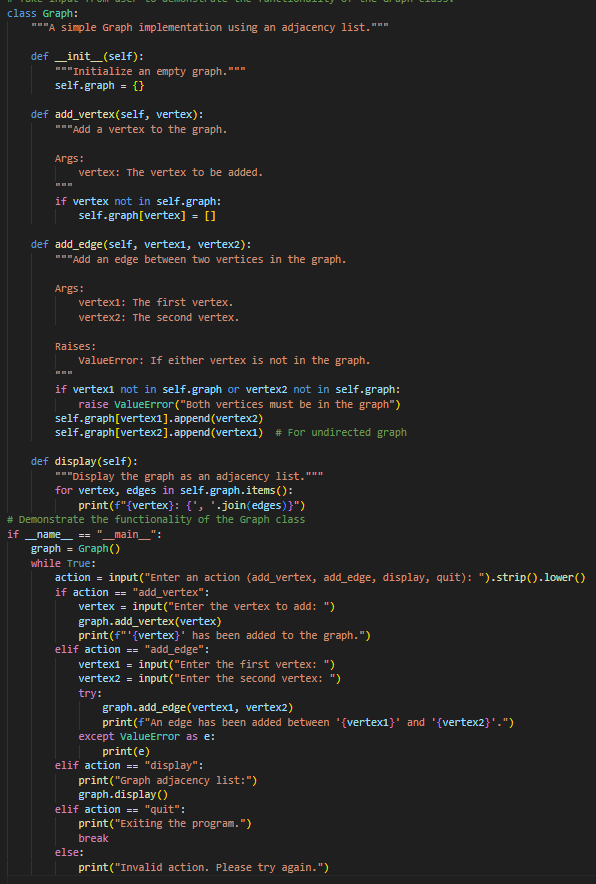 # Take input from user to demonstrate the functionality of the Graph class.
class Graph:
    """A simple Graph implementation using an adjacency list."""

    def __init__(self):
        """Initialize an empty graph."""
        self.graph = {}

    def add_vertex(self, vertex):
        """Add a vertex to the graph.

        Args:
            vertex: The vertex to be added.
        """
        if vertex not in self.graph:
            self.graph[vertex] = []

    def add_edge(self, vertex1, vertex2):
        """Add an edge between two vertices in the graph.

        Args:
            vertex1: The first vertex.
            vertex2: The second vertex.

        Raises:
            ValueError: If either vertex is not in the graph.
        """
        if vertex1 not in self.graph or vertex2 not in self.graph:
            raise ValueError("Both vertices must be in the graph")
        self.graph[vertex1].append(vertex2)
        self.graph[vertex2].append(vertex1)  # For undirected graph

    def display(self):
        """Display the graph as an adjacency list."""
        for vertex, edges in self.graph.items():
            print(f"{vertex}: {', '.join(edges)}")
# Demonstrate the functionality of the Graph class
if __name__ == "__main__":
    graph = Graph()
    while True:
        action = input("Enter an action (add_vertex, add_edge, display, quit): ").strip().lower()
        if action == "add_vertex":
            vertex = input("Enter the vertex to add: ")
            graph.add_vertex(vertex)
            print(f"'{vertex}' has been added to the graph.")
        elif action == "add_edge":
            vertex1 = input("Enter the first vertex: ")
            vertex2 = input("Enter the second vertex: ")
            try:
                graph.add_edge(vertex1, vertex2)
                print(f"An edge has been added between '{vertex1}' and '{vertex2}'.")
            except ValueError as e:
                print(e)
        elif action == "display":
            print("Graph adjacency list:")
            graph.display()
        elif action == "quit":
            print("Exiting the program.")
            break
        else:
            print("Invalid action. Please try again.")